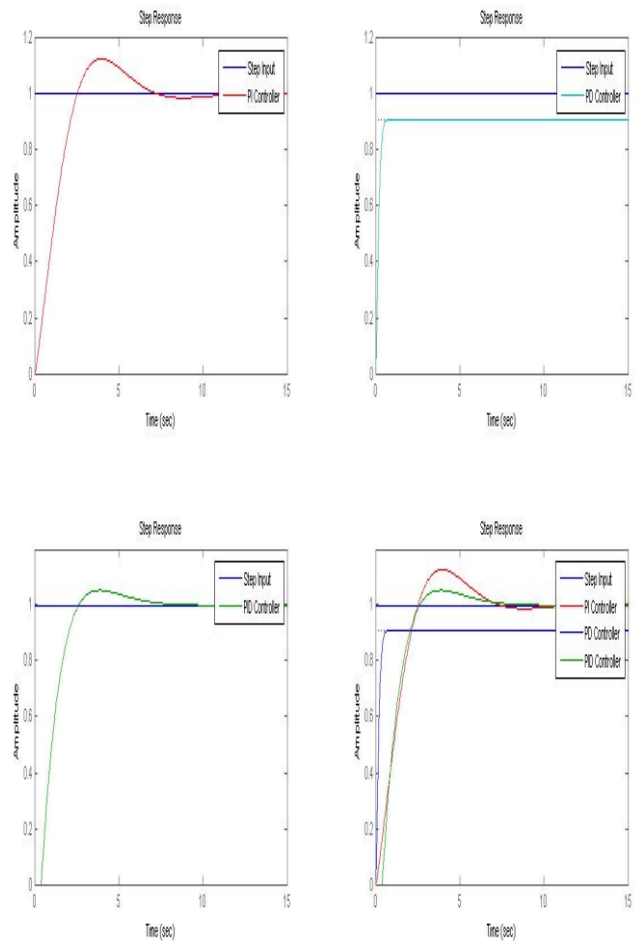 Step Response
1.2
1
0.8
0.6
0.4
0.2
0
Amplitude
0 5 10 15
Time (sec)
Step Input
PI Controller
Step Response
1.2
1
0.8
0.6
0.4
0.2
0
Amplitude
0 5 10 15
Time (sec)
Step Input
PD Controller
Step Response
1
0.8
0.6
0.4
0.2
0
Amplitude
0 5 10 15
Time (sec)
Step Input
PID Controller
Step Response
1
0.8
0.6
0.4
0.2
0
Amplitude
0 5 10 15
Time (sec)
Step Input
PI Controller
PD Controller
PID Controller